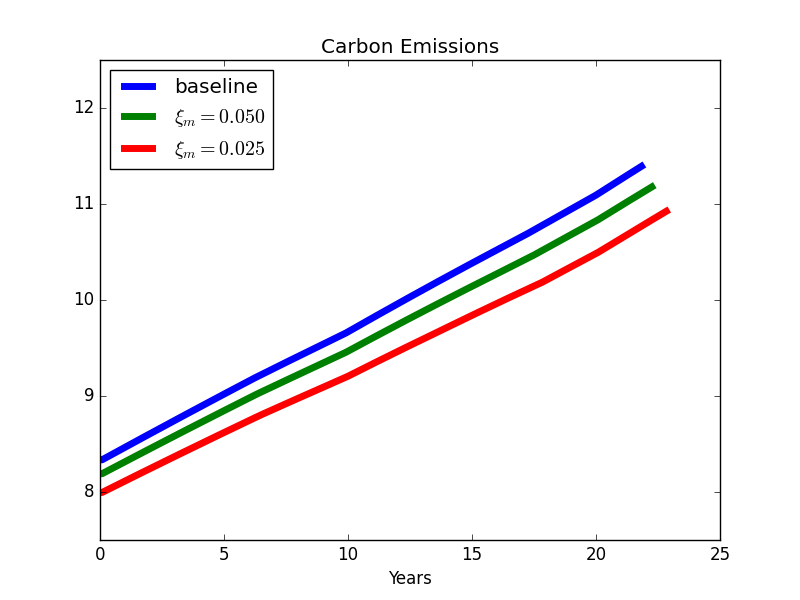 Carbon Emissions
baseline
ξₘ = 0.050
ξₘ = 0.025
12
11
10
9
8
0 5 10 15 20 25
Years